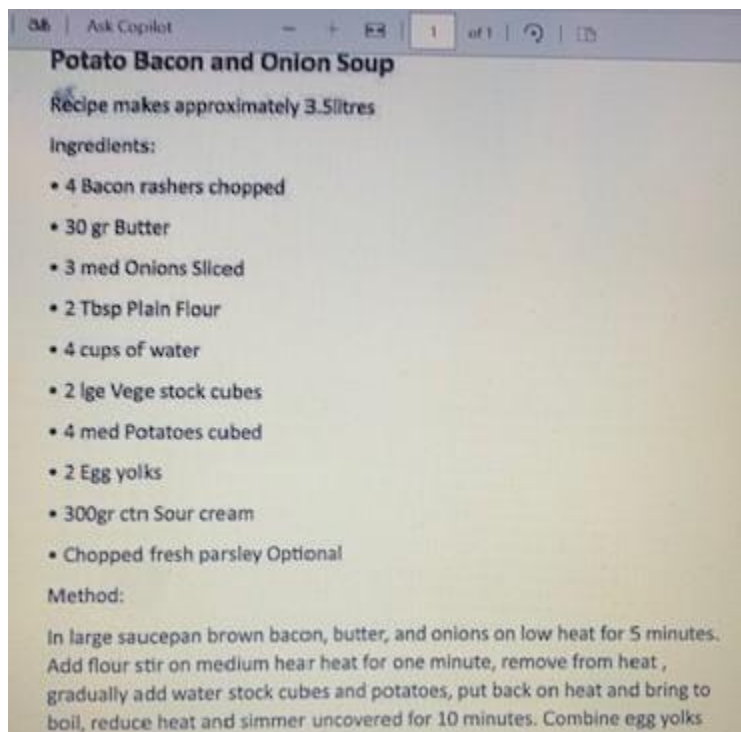 Ask Copilot
1 of 1
Potato Bacon and Onion Soup
Recipe makes approximately 3.5litres
Ingredients:
• 4 Bacon rashers chopped
• 30 gr Butter
• 3 med Onions Sliced
• 2 Tbsp Plain Flour
• 4 cups of water
• 2 lge Vege stock cubes
• 4 med Potatoes cubed
• 2 Egg yolks
• 300gr ctn Sour cream
• Chopped fresh parsley Optional
Method:
In large saucepan brown bacon, butter, and onions on low heat for 5 minutes.
Add flour stir on medium hear heat for one minute, remove from heat ,
gradually add water stock cubes and potatoes, put back on heat and bring to
boil, reduce heat and simmer uncovered for 10 minutes. Combine egg yolks